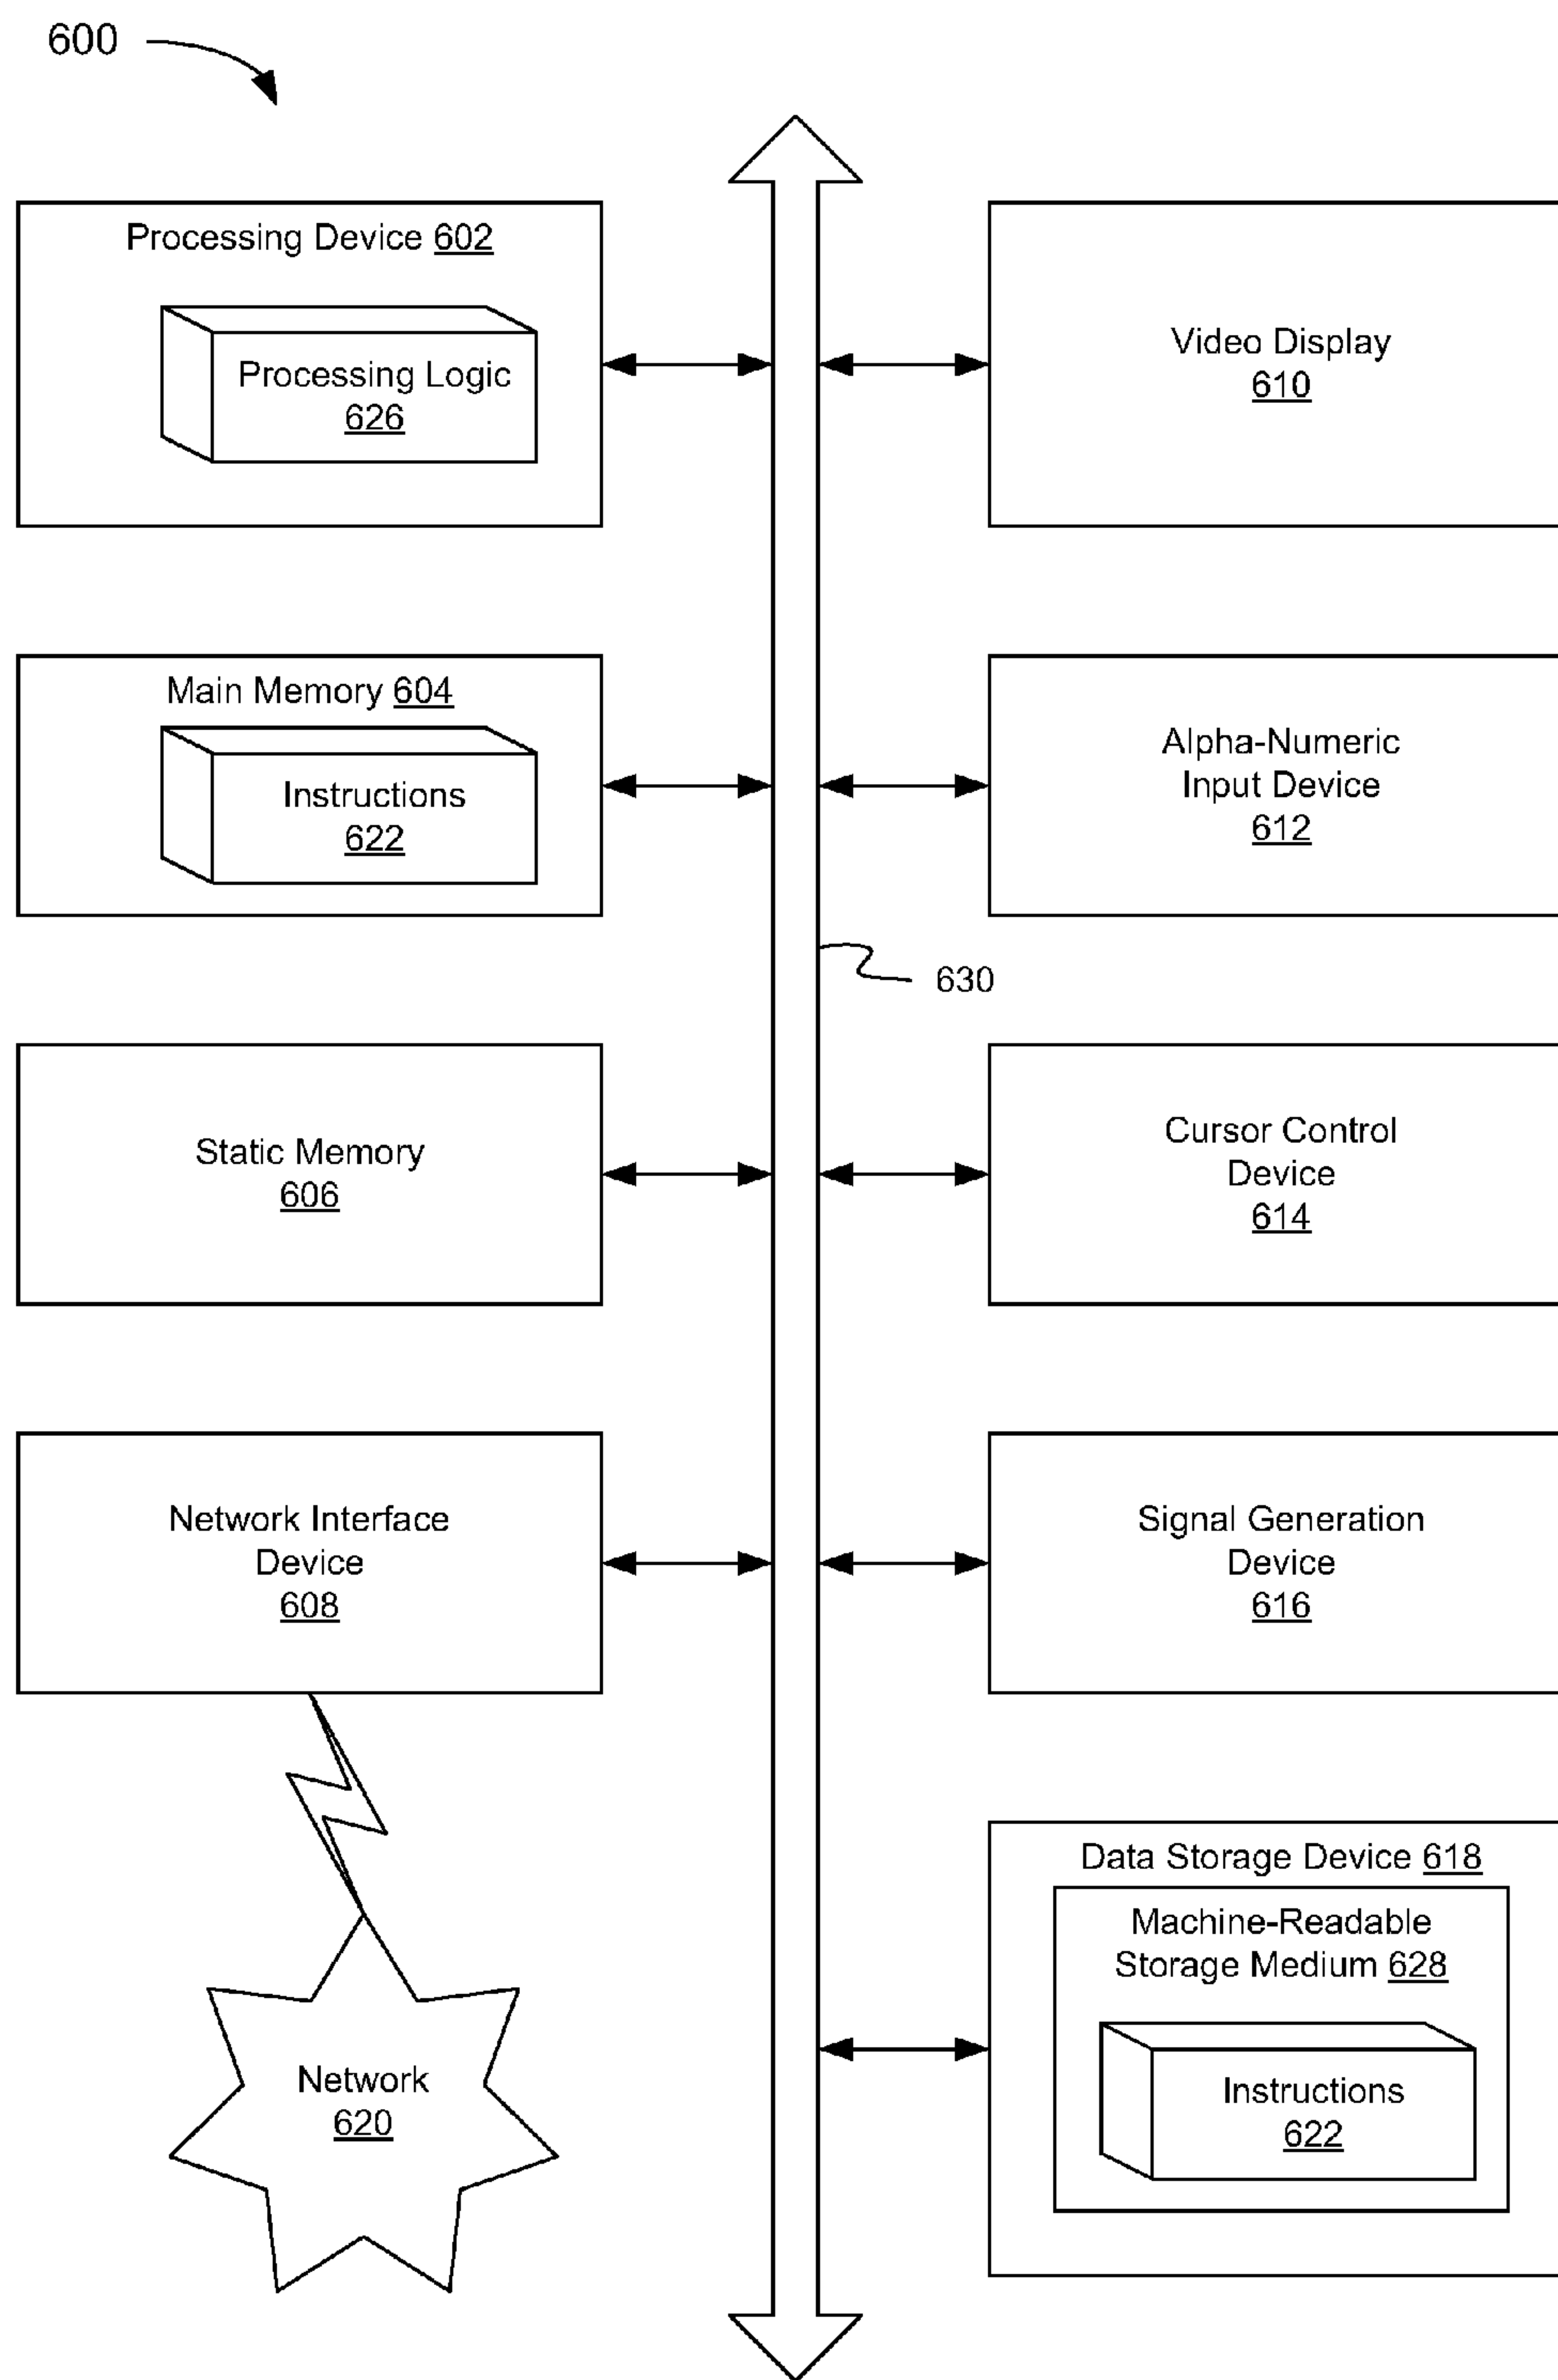 600
Processing Device 602
Processing Logic
626
Video Display
610
Main Memory 604
Instructions
622
Alpha-Numeric
Input Device
612
630
Static Memory
606
Cursor Control
Device
614
Network Interface
Device
608
Signal Generation
Device
616
Data Storage Device 618
Machine-Readable
Storage Medium 628
Instructions
622
Network
620